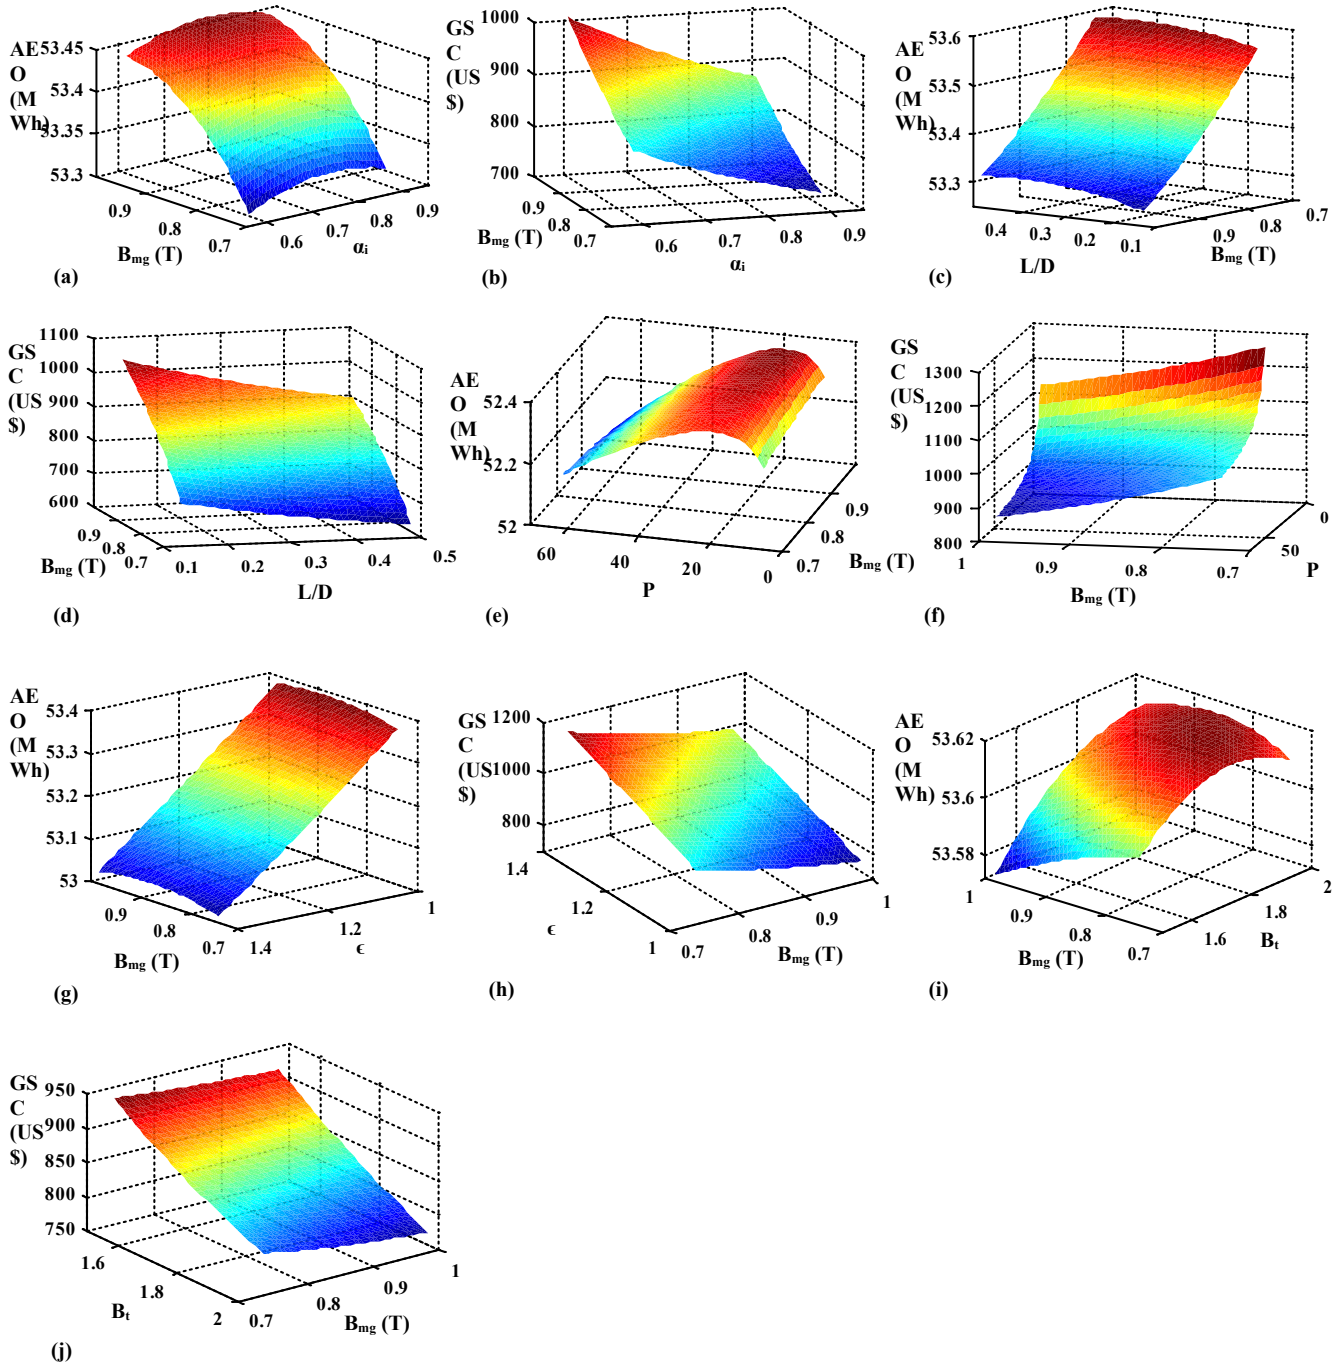 AE
O
(M
Wh)
53.45
53.4
53.35
53.3
0.9
0.8
0.7
0.6
0.7
0.8
0.9
Bmg (T)
αi
(a)
GS
C
(US
$)
1000
900
800
700
0.9
0.8
0.7
0.6
0.7
0.8
0.9
Bmg (T)
αi
(b)
AE
O
(M
Wh)
53.6
53.5
53.4
53.3
0.4
0.3
0.2
0.1
0.9
0.8
0.7
L/D
Bmg (T)
(c)
GS
C
(US
$)
1100
1000
900
800
700
600
0.9
0.8
0.7
0.1
0.2
0.3
0.4
0.5
Bmg (T)
L/D
(d)
AE
O
(M
Wh)
52.4
52.2
52
60
40
20
0
0.7
0.8
0.9
P
Bmg (T)
(e)
GS
C
(US
$)
1300
1200
1100
1000
900
800
1
0.9
0.8
0.7
50
0
Bmg (T)
P
(f)
AE
O
(M
Wh)
53.4
53.3
53.2
53.1
53
0.9
0.8
0.7
1.4
1.2
1
Bmg (T)
ϵ
(g)
GS
C
(US
$)
1200
1000
800
1.4
1.2
1
0.7
0.8
0.9
1
ϵ
Bmg (T)
(h)
AE
O
(M
Wh)
53.62
53.6
53.58
1
0.9
0.8
0.7
1.6
1.8
2
Bmg (T)
Bt
(i)
GS
C
(US
$)
950
900
850
800
750
1.6
1.8
2
0.7
0.8
0.9
1
Bt
Bmg (T)
(j)